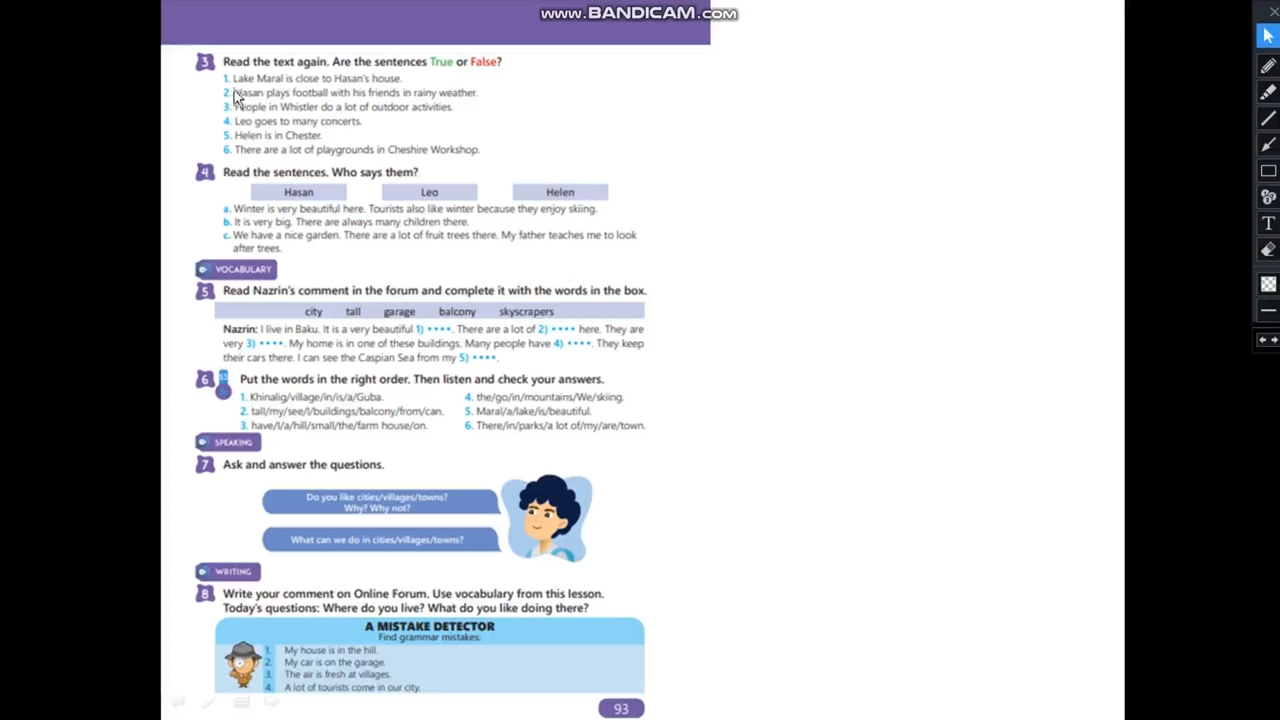 www.BANDICAM.com
3 Read the text again. Are the sentences True or False?
1. Lake Maral is close to Hasan's house.
2. Hasan plays football with his friends in rainy weather.
3. People in Whistler do a lot of outdoor activities.
4. Leo goes to many concerts.
5. Helen is in Chester.
6. There are a lot of playgrounds in Cheshire Workshop.
4 Read the sentences. Who says them?
Hasan Leo Helen
a. Winter is very beautiful here. Tourists also like winter because they enjoy skiing.
b. It is very big. There are always many children there.
c. We have a nice garden. There are a lot of fruit trees there. My father teaches me to look
after trees.
VOCABULARY
5 Read Nazrin's comment in the forum and complete it with the words in the box.
city tall garage balcony skyscrapers
Nazrin: I live in Baku. It is a very beautiful 1) ••••. There are a lot of 2) •••• here. They are
very 3) ••••. My home is in one of these buildings. Many people have 4) ••••. They keep
their cars there. I can see the Caspian Sea from my 5) ••••.
6 Put the words in the right order. Then listen and check your answers.
1. Khinalig/village/in/is/a/Guba.
2. tall/my/see/I/buildings/balcony/from/can.
3. have/I/a/hill/small/the/farm house/on.
4. the/go/in/mountains/We/skiing.
5. Maral/a/lake/is/beautiful.
6. There/in/parks/a lot of/my/are/town.
SPEAKING
7 Ask and answer the questions.
Do you like cities/villages/towns?
Why? Why not?
What can we do in cities/villages/towns?
WRITING
8 Write your comment on Online Forum. Use vocabulary from this lesson.
Today's questions: Where do you live? What do you like doing there?
A MISTAKE DETECTOR
Find grammar mistakes:
1. My house is in the hill.
2. My car is on the garage.
3. The air is fresh at villages.
4. A lot of tourists come in our city.
93
T